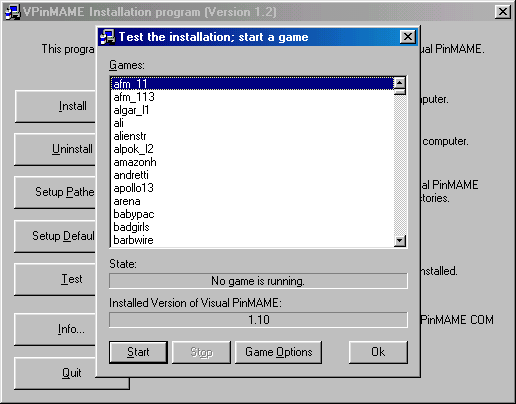 VPinMAME Installation program (Version 1.2)
Test the installation; start a game
This progra
ual PinMAME.
Games:
afm_11
afm_113
algar_l1
ali
alienstr
alpok_l2
amazonh
andretti
apollo13
arena
babypac
badgirls
barbwire
Install
mputer.
Uninstall
computer.
Setup Pathe
al PinMAME
ctories.
Setup Defaul
Test
nstalled.
Info...
PinMAME COM
Quit
State:
No game is running.
Installed Version of Visual PinMAME:
1.10
Start
Stop
Game Options
Ok